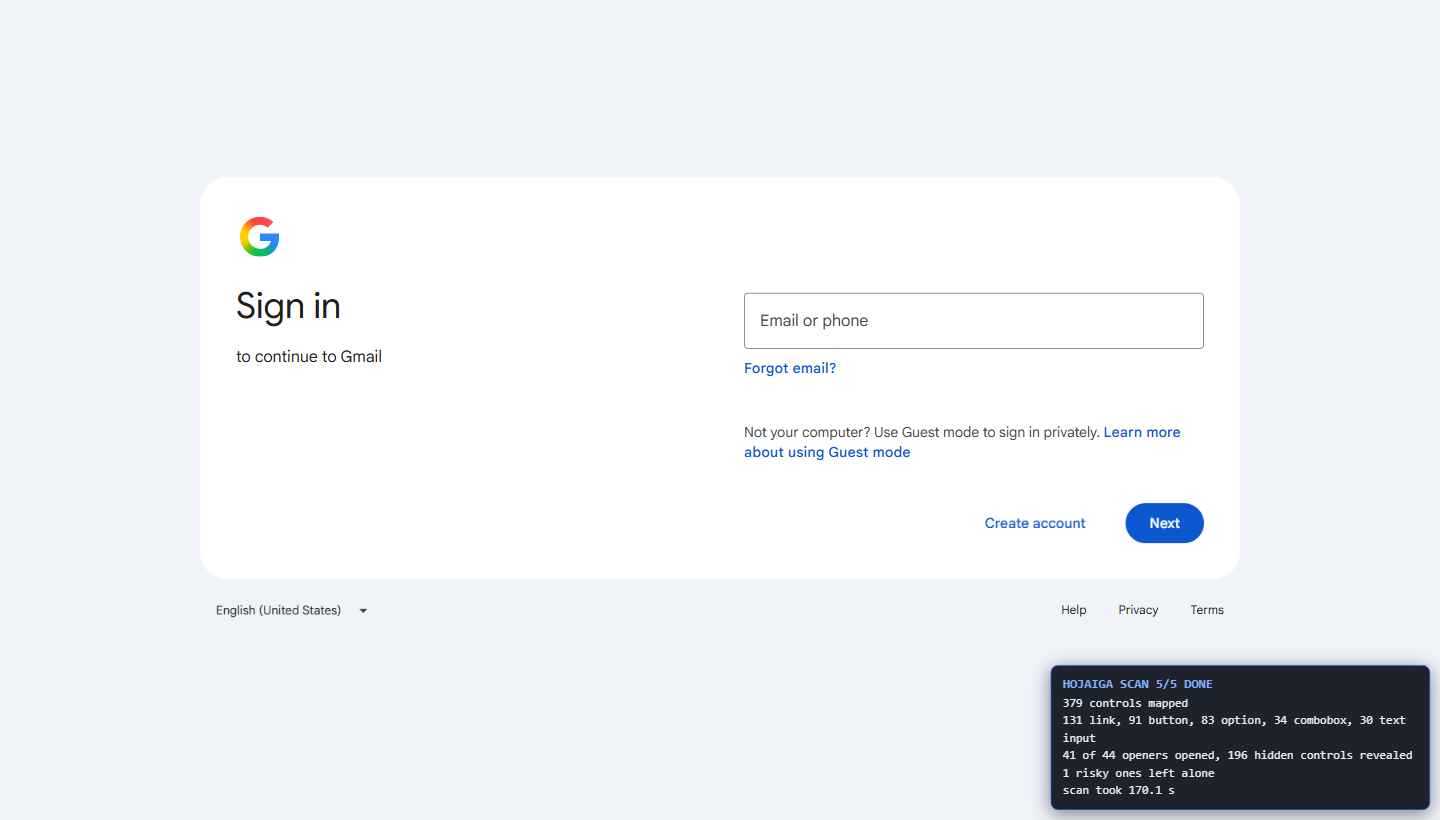 Sign in
to continue to Gmail
Email or phone
Forgot email?
Not your computer? Use Guest mode to sign in privately. Learn more
about using Guest mode
Create account
Next
English (United States)
Help
Privacy
Terms
HOJAIGA SCAN 5/5 DONE
379 controls mapped
131 link, 91 button, 83 option, 34 combobox, 30 text
input
41 of 44 openers opened, 196 hidden controls revealed
1 risky ones left alone
scan took 170.1 s